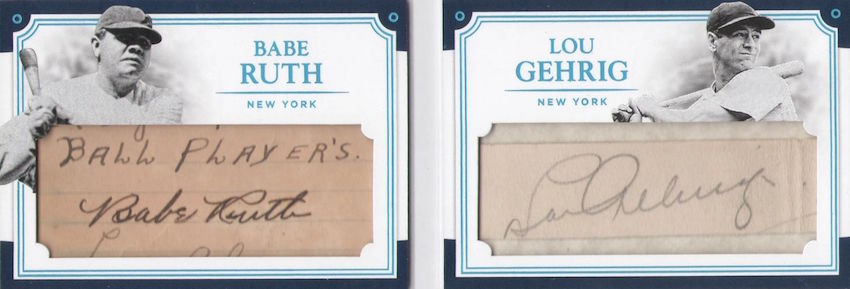 BABE
RUTH
NEW YORK
BALL PLAYER'S.
Babe Ruth
LOU
GEHRIG
NEW YORK
Lou Gehrig